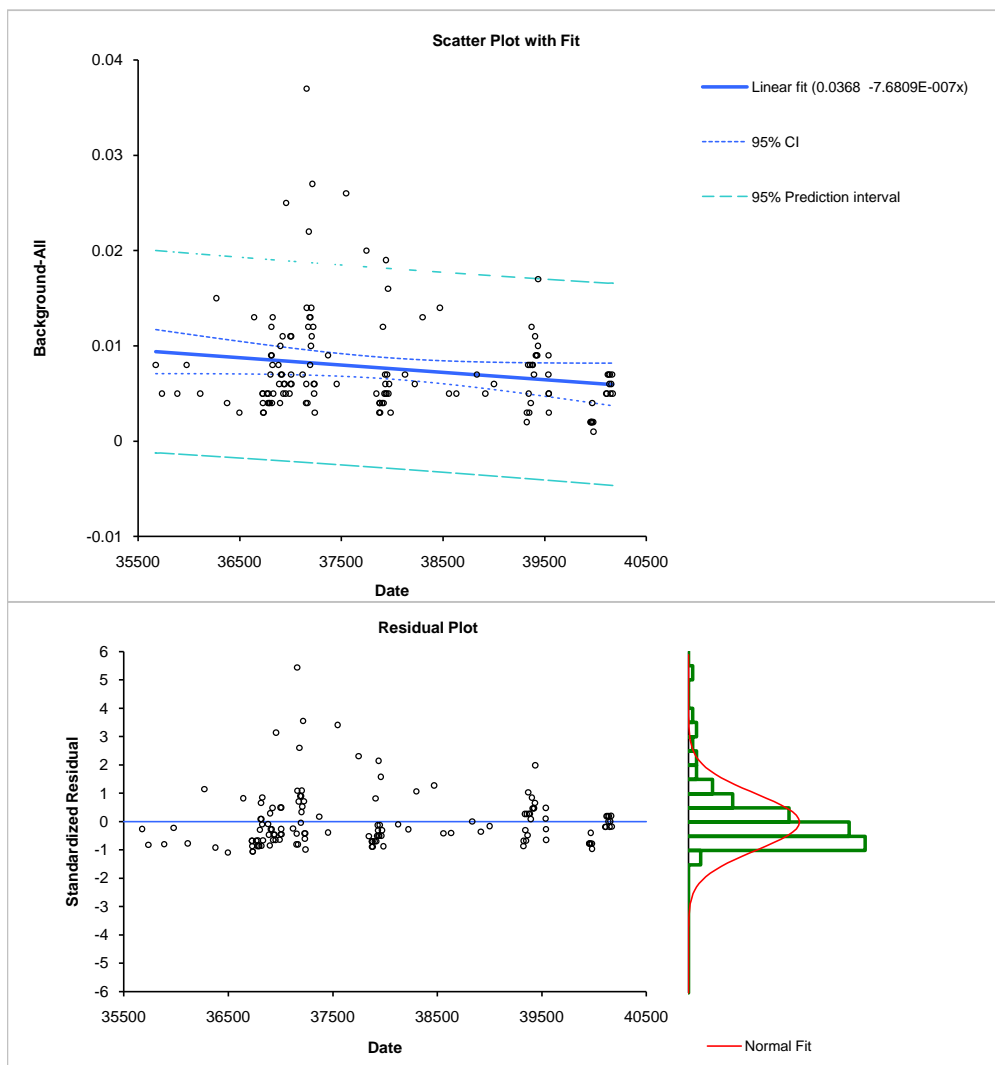 Scatter Plot with Fit
0.04
0.03
0.02
0.01
0
-0.01
Background-All
35500 36500 37500 38500 39500 40500
Date
Linear fit (0.0368 -7.6809E-007x)
95% CI
95% Prediction interval
Residual Plot
6
5
4
3
2
1
0
-1
-2
-3
-4
-5
-6
Standardized Residual
35500 36500 37500 38500 39500 40500
Date
Normal Fit